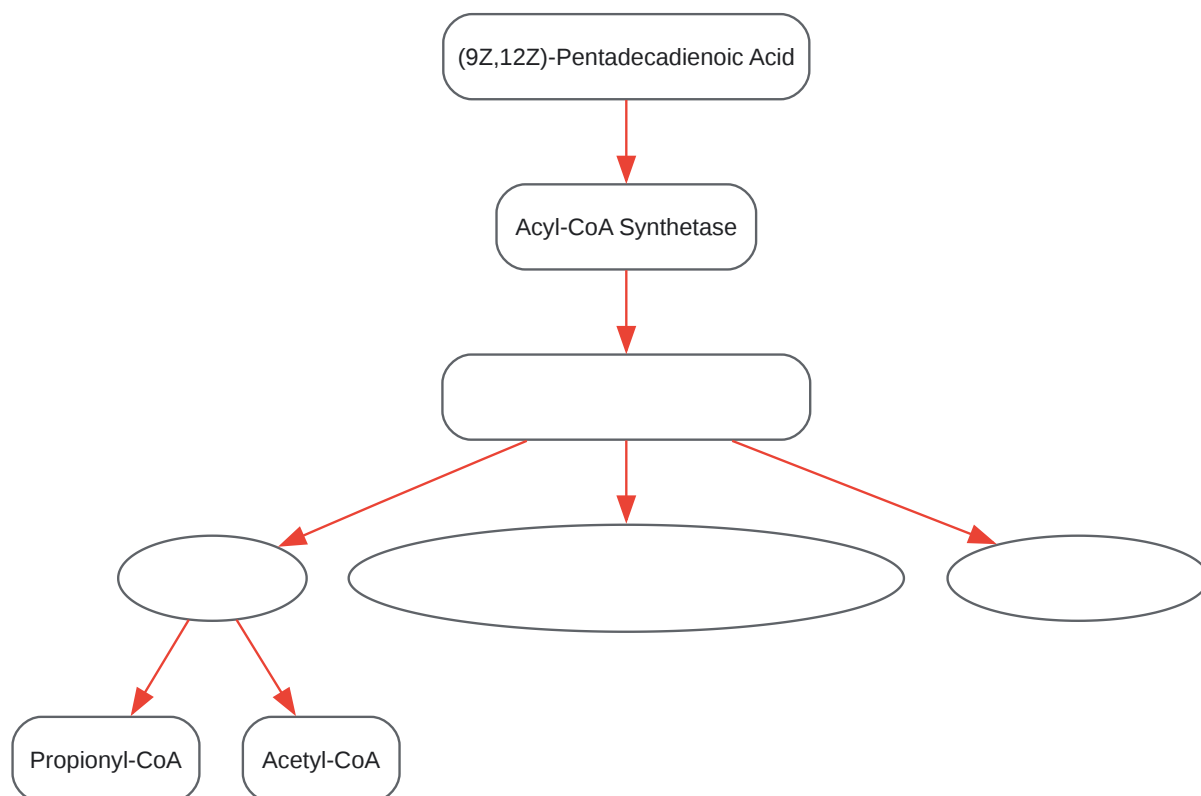 (9Z,12Z)-Pentadecadienoic Acid
Acyl-CoA Synthetase
Propionyl-CoA
Acetyl-CoA